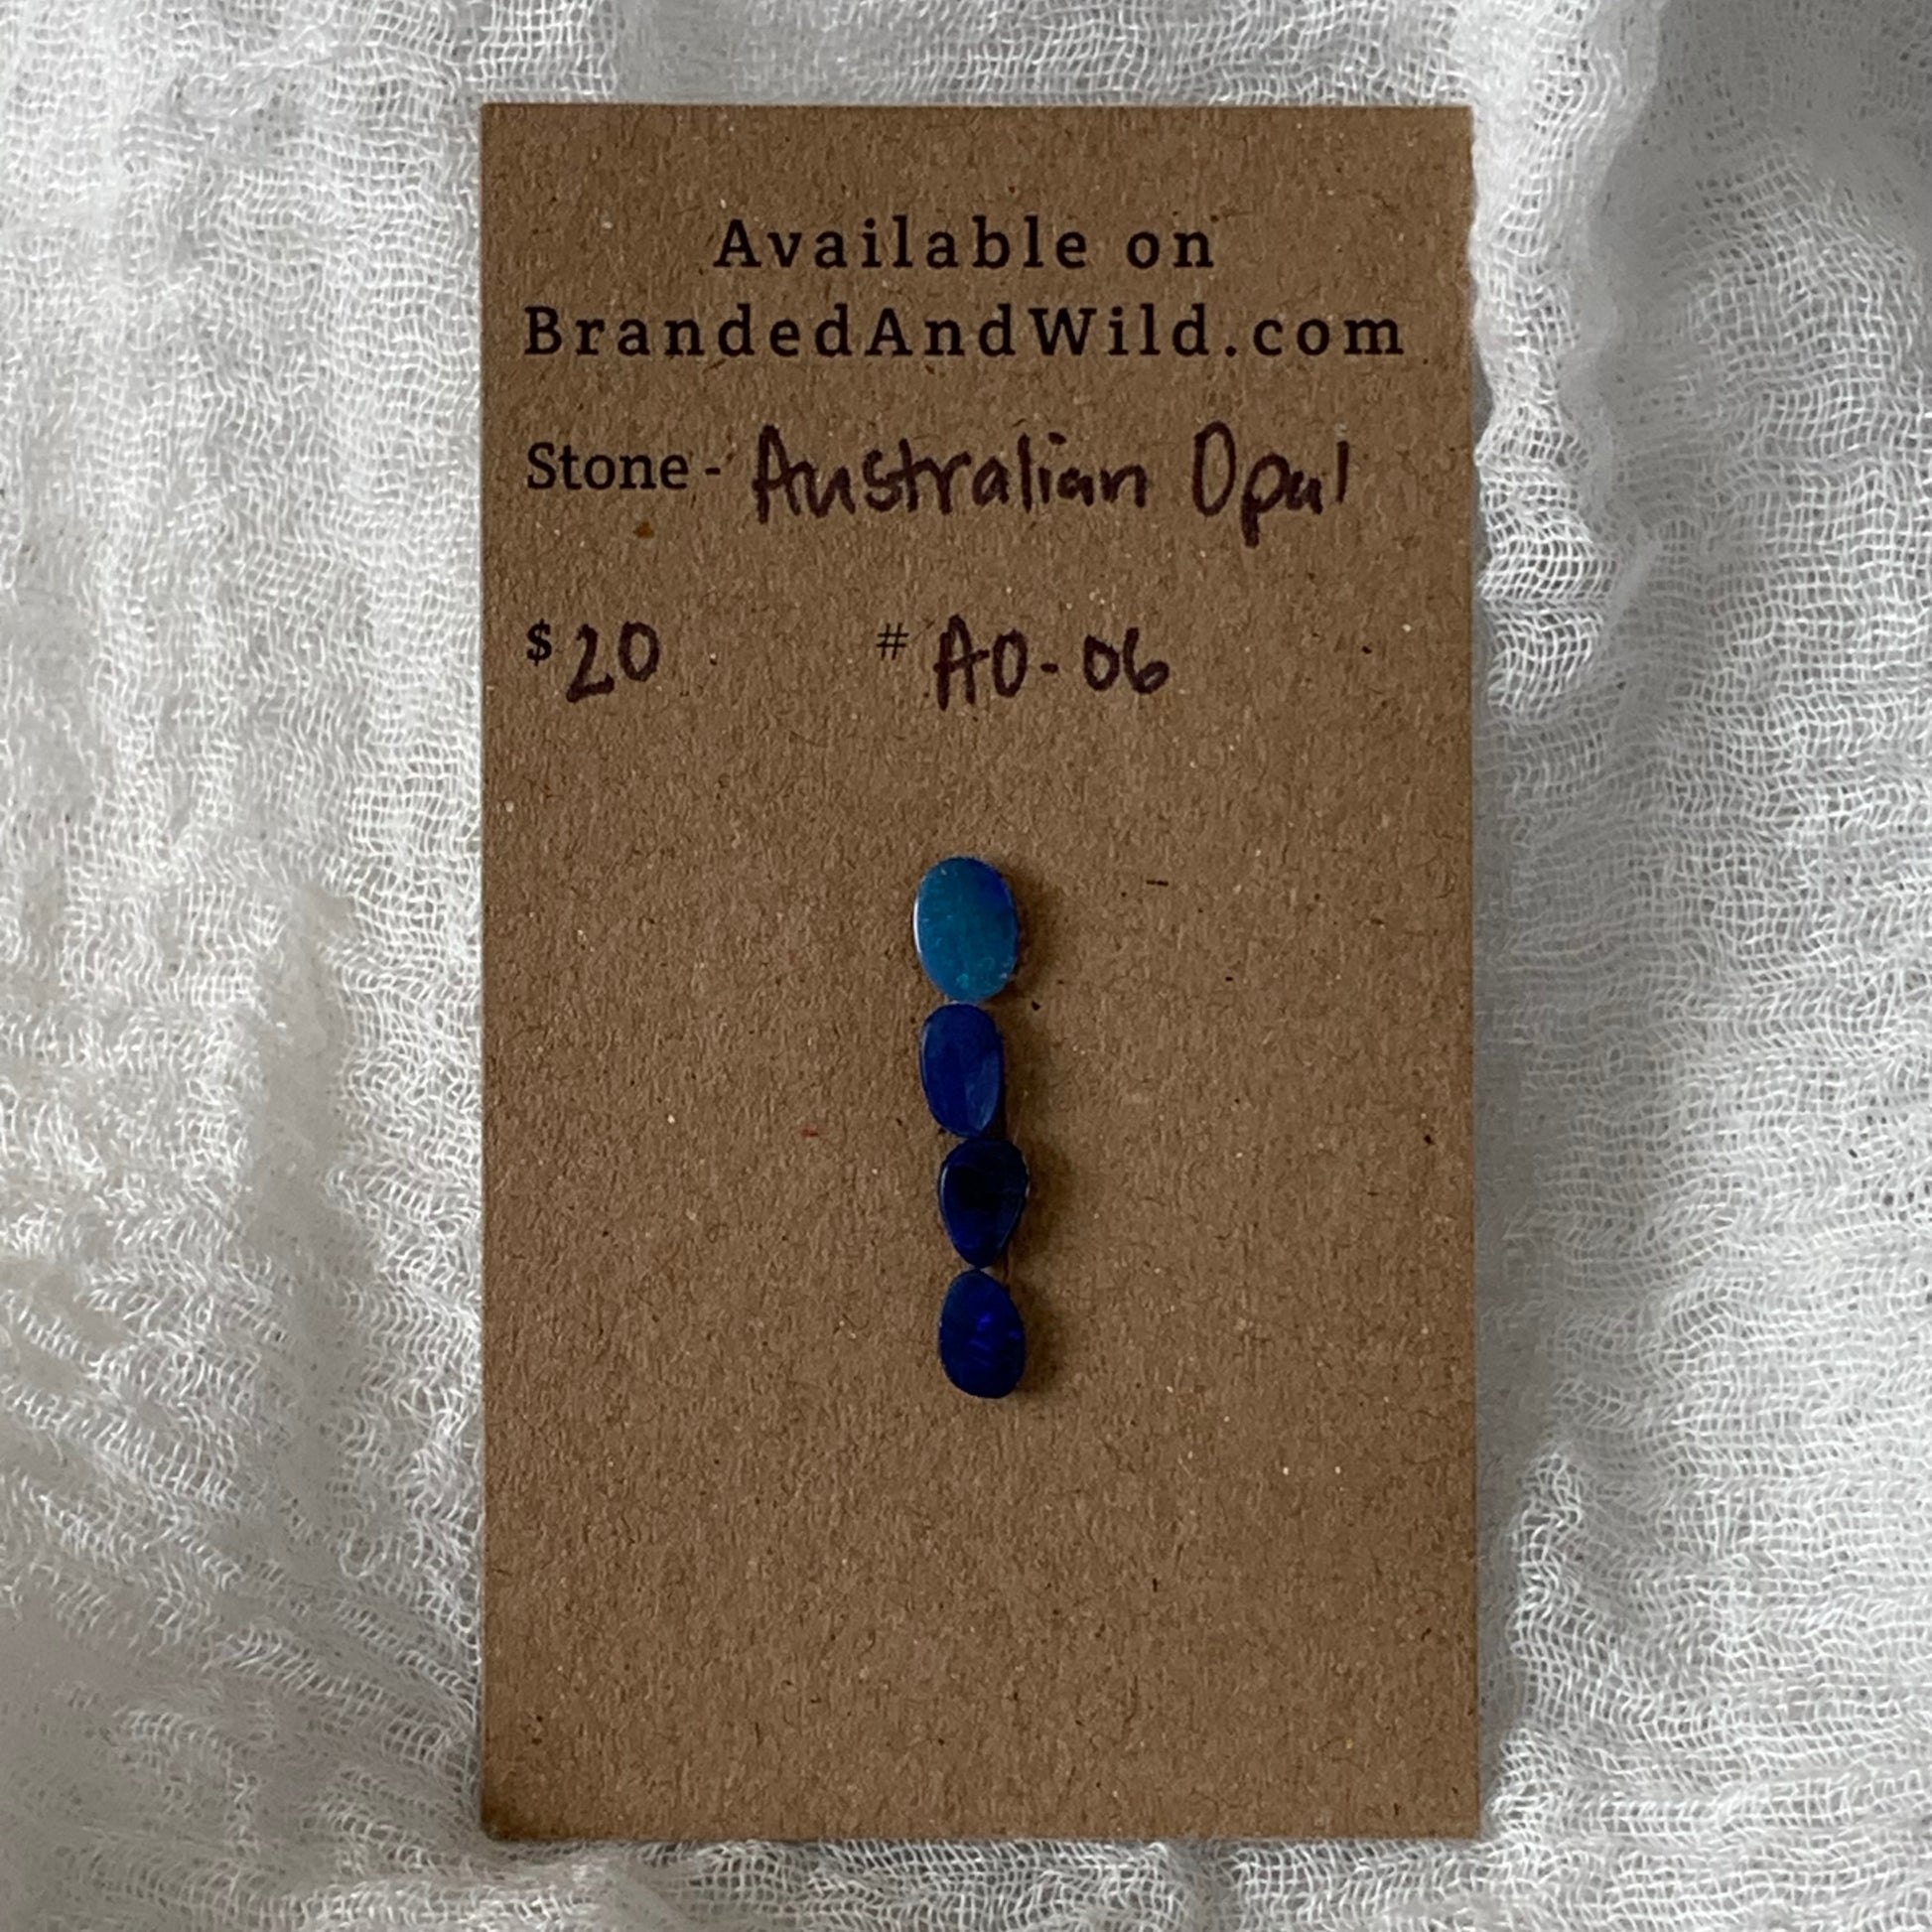 Available on
BrandedAndWild.com
Stone - Australian Opal
$ 20 # AO-06